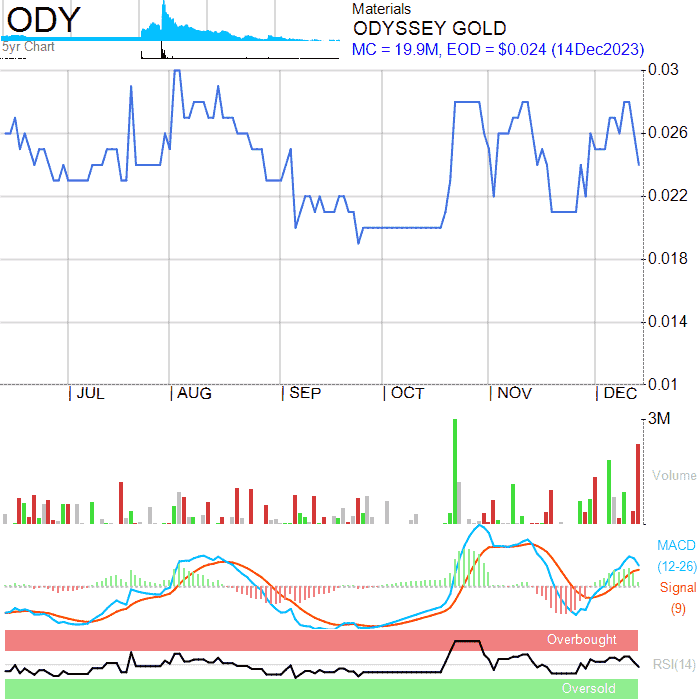 ODY
5yr Chart
Materials
ODYSSEY GOLD
MC = 19.9M, EOD = $0.024 (14Dec2023)
0.03
0.026
0.022
0.018
0.014
0.01
JUL AUG SEP OCT NOV DEC
3M
Volume
MACD
(12-26)
Signal
(9)
Overbought
RSI(14)
Oversold